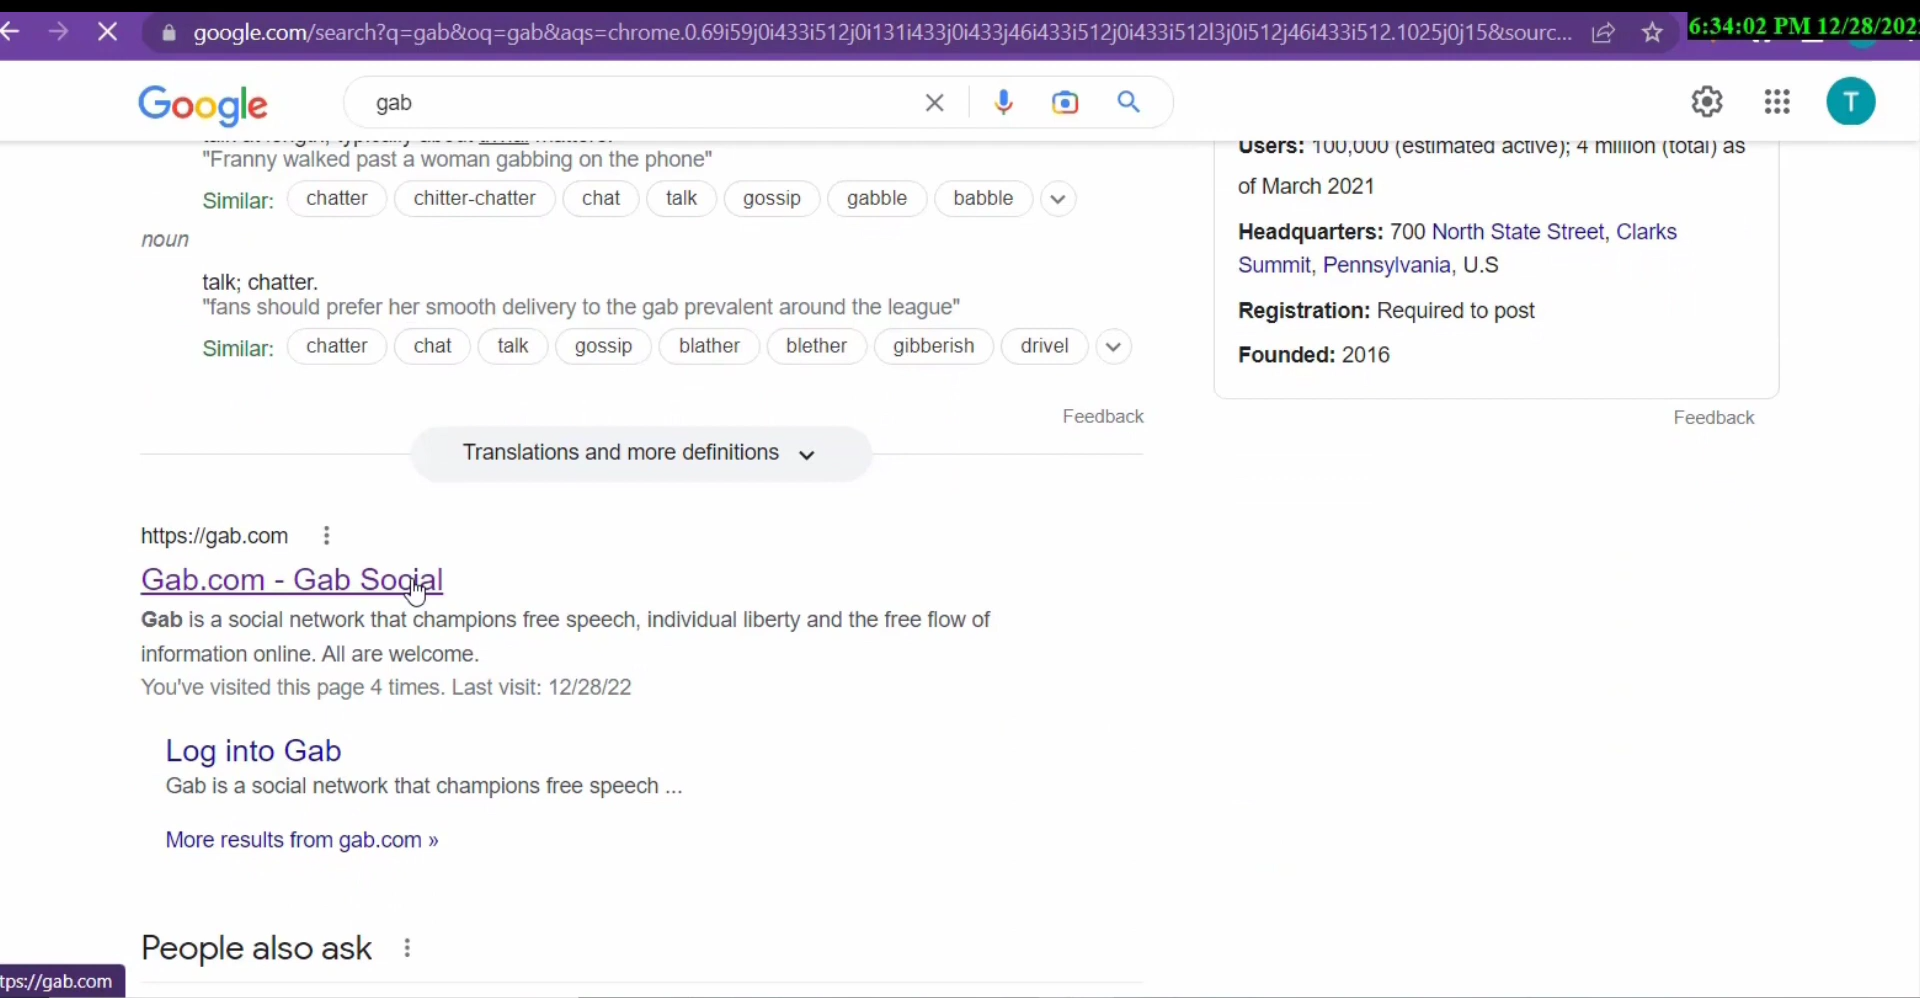 google.com/search?q=gab&oq=gab&aqs=chrome.0.69i59j0i433i512j0i131i433j0i433j46i433i512j0i433i512l3j0i512j46i433i512.1025j0j15&sourc...
6:34:02 PM 12/28/202
Google
gab
T
"Franny walked past a woman gabbing on the phone"
Similar: chatter chitter-chatter chat talk gossip gabble babble
noun
talk; chatter.
"fans should prefer her smooth delivery to the gab prevalent around the league"
Similar: chatter chat talk gossip blather blether gibberish drivel
Feedback
Translations and more definitions
https://gab.com
Gab.com - Gab Social
Gab is a social network that champions free speech, individual liberty and the free flow of
information online. All are welcome.
You've visited this page 4 times. Last visit: 12/28/22
Log into Gab
Gab is a social network that champions free speech ...
More results from gab.com »
People also ask
tps://gab.com
Users: 100,000 (estimated active); 4 million (total) as
of March 2021
Headquarters: 700 North State Street, Clarks
Summit, Pennsylvania, U.S
Registration: Required to post
Founded: 2016
Feedback